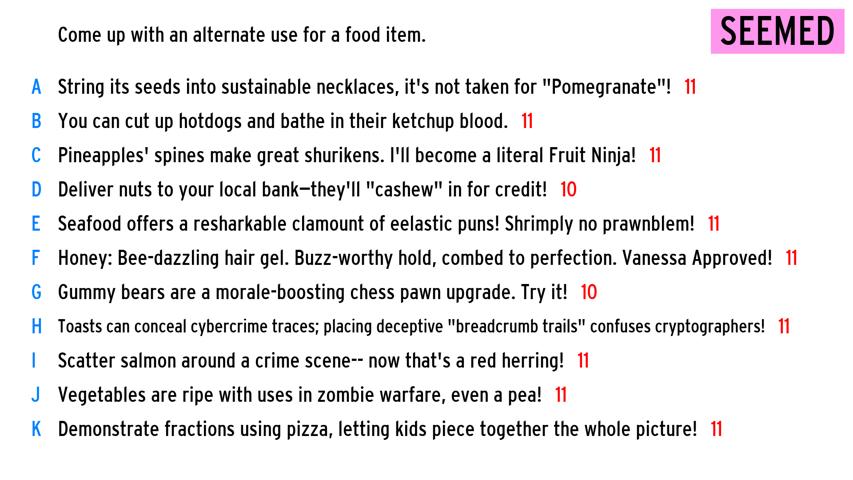 Come up with an alternate use for a food item.
SEEMED
A String its seeds into sustainable necklaces, it's not taken for "Pomegranate"! 11
B You can cut up hotdogs and bathe in their ketchup blood. 11
C Pineapples' spines make great shurikens. I'll become a literal Fruit Ninja! 11
D Deliver nuts to your local bank—they'll "cashew" in for credit! 10
E Seafood offers a resharkable clamount of eelastic puns! Shrimply no prawnblem! 11
F Honey: Bee-dazzling hair gel. Buzz-worthy hold, combed to perfection. Vanessa Approved! 11
G Gummy bears are a morale-boosting chess pawn upgrade. Try it! 10
H Toasts can conceal cybercrime traces; placing deceptive "breadcrumb trails" confuses cryptographers! 11
I Scatter salmon around a crime scene-- now that's a red herring! 11
J Vegetables are ripe with uses in zombie warfare, even a pea! 11
K Demonstrate fractions using pizza, letting kids piece together the whole picture! 11